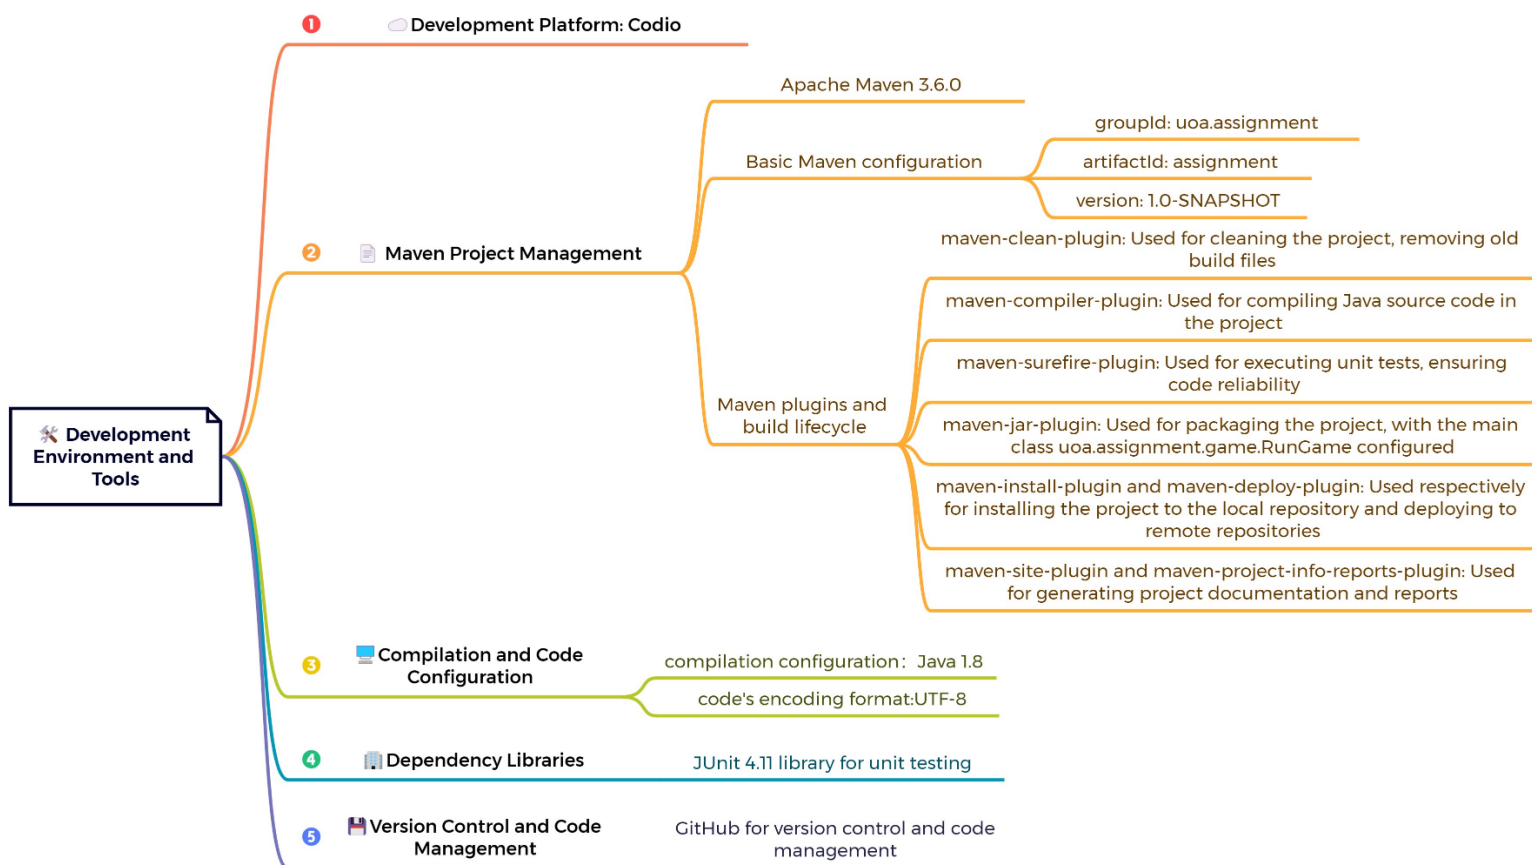 1 Development Platform: Codio
Apache Maven 3.6.0
groupId: uoa.assignment
Basic Maven configuration
artifactId: assignment
version: 1.0-SNAPSHOT
2 Maven Project Management
maven-clean-plugin: Used for cleaning the project, removing old
build files
maven-compiler-plugin: Used for compiling Java source code in
the project
maven-surefire-plugin: Used for executing unit tests, ensuring
code reliability
Maven plugins and
build lifecycle
maven-jar-plugin: Used for packaging the project, with the main
class uoa.assignment.game.RunGame configured
maven-install-plugin and maven-deploy-plugin: Used respectively
for installing the project to the local repository and deploying to
remote repositories
maven-site-plugin and maven-project-info-reports-plugin: Used
for generating project documentation and reports
Development
Environment and
Tools
3 Compilation and Code
Configuration
compilation configuration：Java 1.8
code's encoding format:UTF-8
4 Dependency Libraries
JUnit 4.11 library for unit testing
5 Version Control and Code
Management
GitHub for version control and code
management